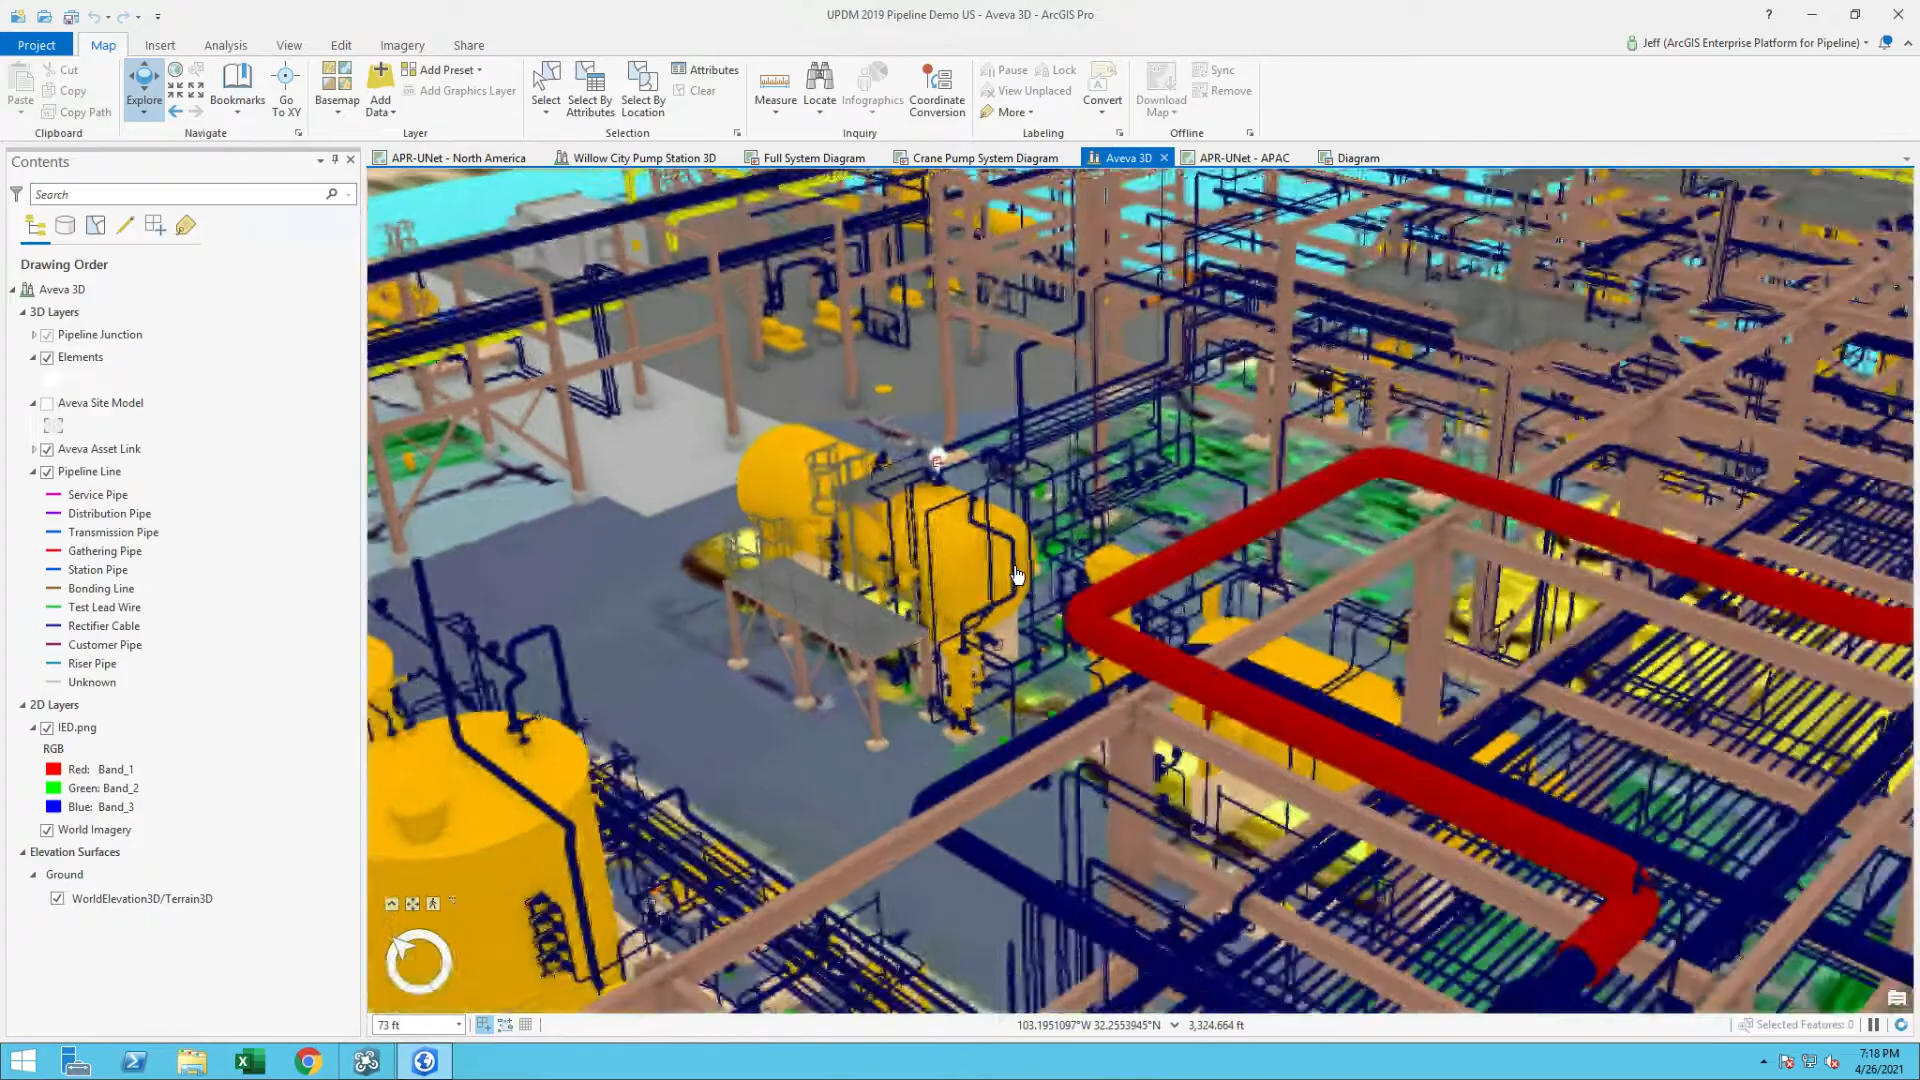 UPDM 2019 Pipeline Demo US - Aveva 3D - ArcGIS Pro
?
Project
Map
Insert
Analysis
View
Edit
Imagery
Share
Jeff (ArcGIS Enterprise Platform for Pipeline)
Paste
Cut
Copy
Copy Path
Clipboard
Explore
Bookmarks
Go To XY
Navigate
Basemap
Add Data
Add Preset
Add Graphics Layer
Layer
Select
Select By Attributes
Select By Location
Attributes
Clear
Selection
Measure
Locate
Infographics
Coordinate Conversion
Inquiry
Pause
Lock
View Unplaced
More
Convert
Labeling
Download Map
Sync
Remove
Offline
Contents
Search
APR-UNet - North America
Willow City Pump Station 3D
Full System Diagram
Crane Pump System Diagram
Aveva 3D
APR-UNet - APAC
Diagram
Drawing Order
Aveva 3D
3D Layers
Pipeline Junction
Elements
Aveva Site Model
Aveva Asset Link
Pipeline Line
Service Pipe
Distribution Pipe
Transmission Pipe
Gathering Pipe
Station Pipe
Bonding Line
Test Lead Wire
Rectifier Cable
Customer Pipe
Riser Pipe
Unknown
2D Layers
IED.png
RGB
Red: Band_1
Green: Band_2
Blue: Band_3
World Imagery
Elevation Surfaces
Ground
WorldElevation3D/Terrain3D
73 ft
103.1951097°W 32.2553945°N
3,324.664 ft
Selected Features: 0
7:18 PM
4/26/2021